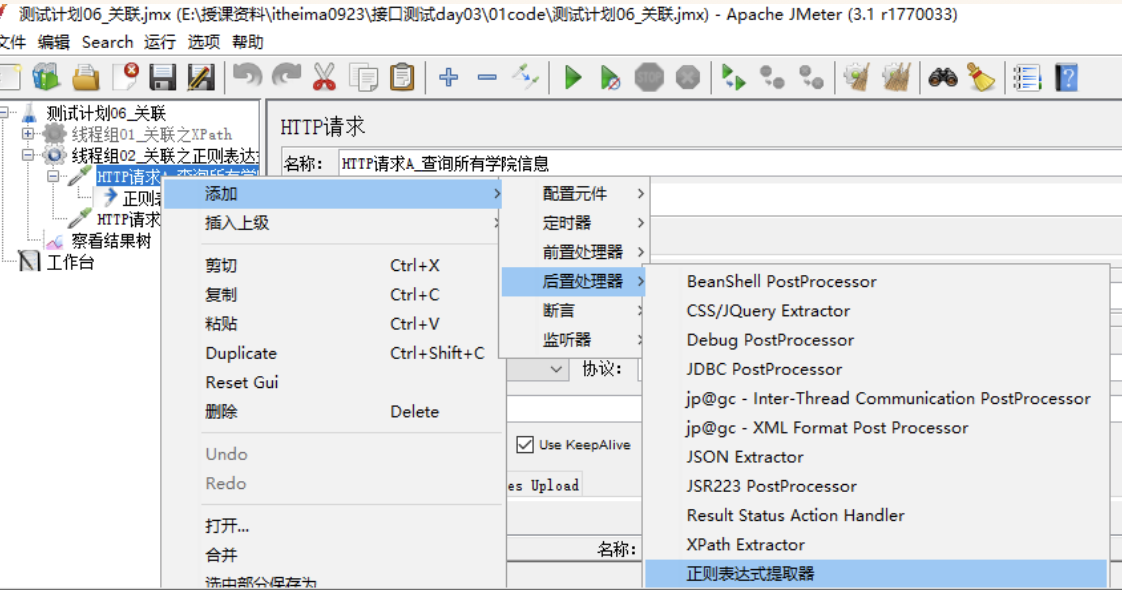 测试计划06_关联.jmx (E:\授课资料\itheima0923\接口测试day03\01code\测试计划06_关联.jmx) - Apache JMeter (3.1 r1770033)
文件 编辑 Search 运行 选项 帮助
STOP
测试计划06_关联
线程组01_关联之XPath
线程组02_关联之正则表达
HTTP请求A_查询所有学
正则
HTTP请求
察看结果树
工作台
HTTP请求
名称: HTTP请求A_查询所有学院信息
添加
插入上级
剪切 Ctrl+X
复制 Ctrl+C
粘贴 Ctrl+V
Duplicate Ctrl+Shift+C
Reset Gui
删除 Delete
Undo
Redo
打开...
合并
选中部分保存为
配置元件
定时器
前置处理器
后置处理器
断言
监听器
协议:
Use KeepAlive
es Upload
名称:
BeanShell PostProcessor
CSS/JQuery Extractor
Debug PostProcessor
JDBC PostProcessor
jp@gc - Inter-Thread Communication PostProcessor
jp@gc - XML Format Post Processor
JSON Extractor
JSR223 PostProcessor
Result Status Action Handler
XPath Extractor
正则表达式提取器